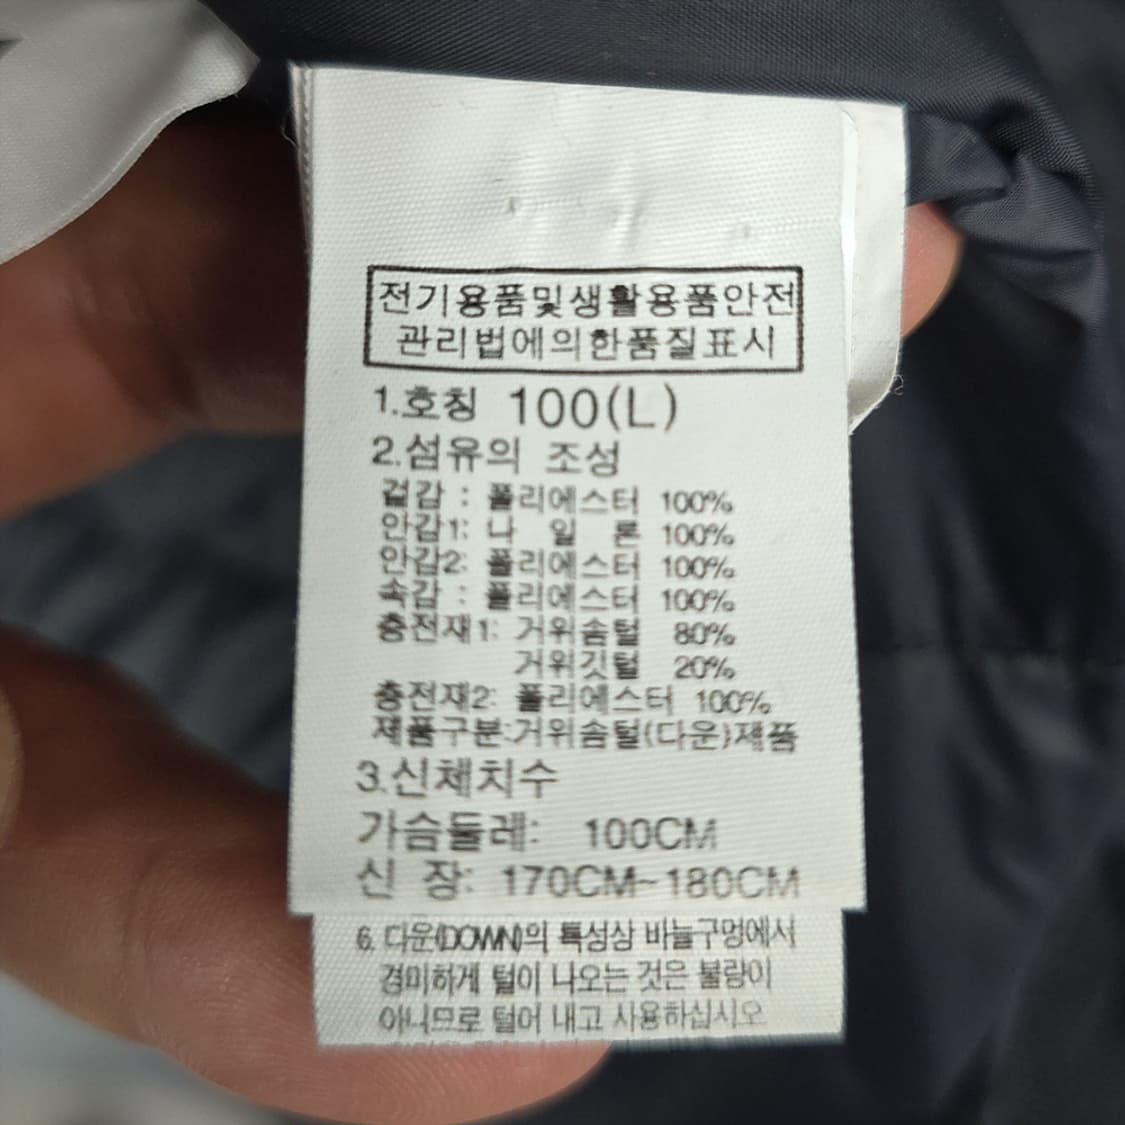 전기용품및생활용품안전
관리법에의한품질표시
1.호칭 100(L)
2.섬유의 조성
겉감 : 폴리에스터 100%
안감1: 나 일 론 100%
안감2: 폴리에스터 100%
속감 : 폴리에스터 100%
충전재1: 거위솜털 80%
거위깃털 20%
충전재2: 폴리에스터 100%
제품구분:거위솜털(다운)제품
3.신체치수
가슴둘레: 100CM
신 장: 170CM~180CM
6. 다운(DOWN)의 특성상 바늘구멍에서
경미하게 털이 나오는 것은 불량이
아니므로 털어 내고 사용하십시오